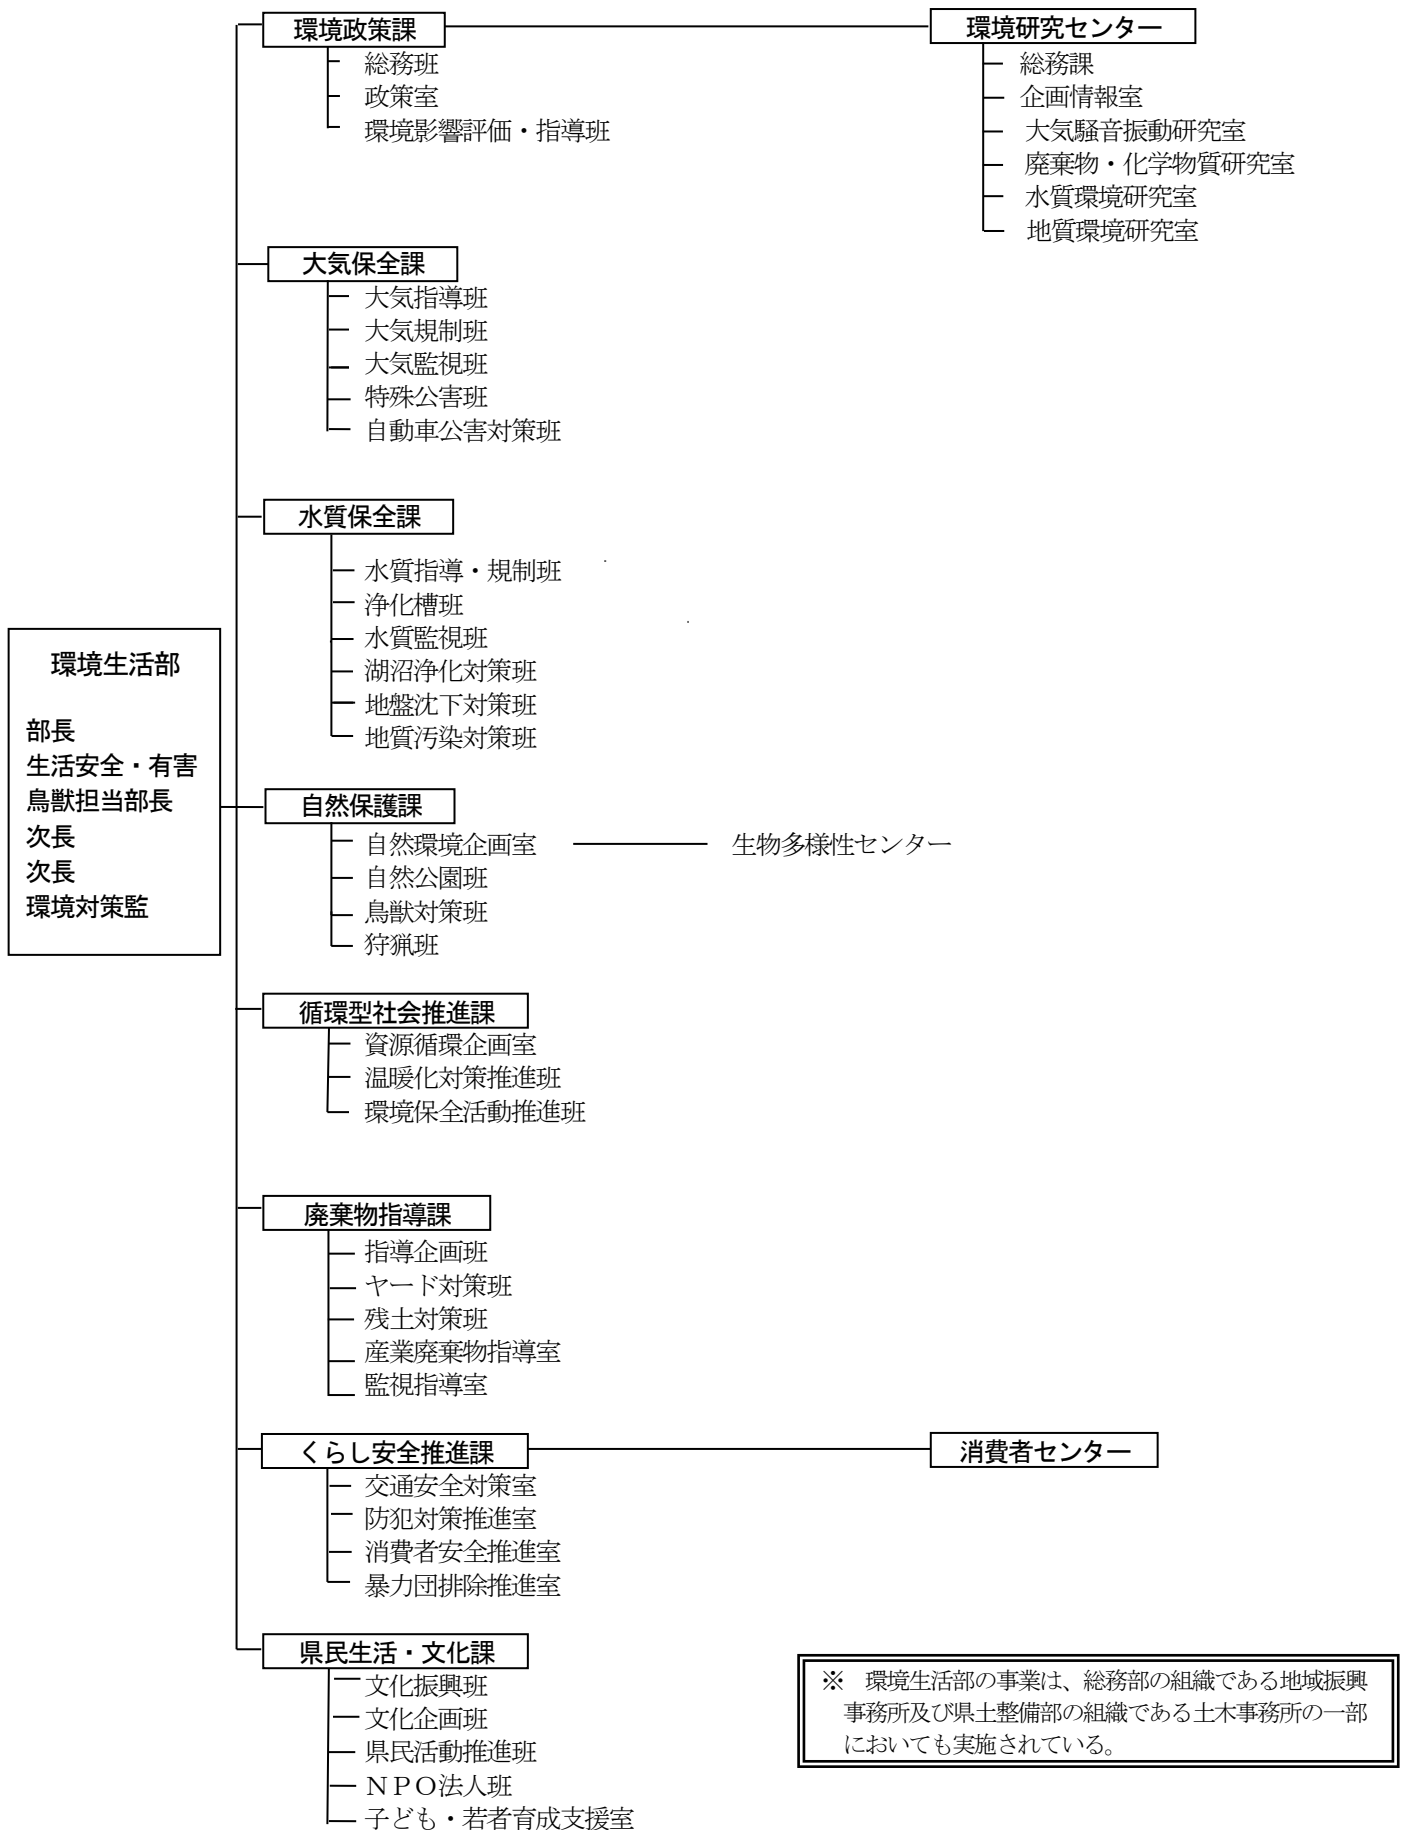 環境政策課
総務班
政策室
環境影響評価・指導班
環境研究センター
総務課
企画情報室
大気騒音振動研究室
廃棄物・化学物質研究室
水質環境研究室
地質環境研究室
大気保全課
大気指導班
大気規制班
大気監視班
特殊公害班
自動車公害対策班
水質保全課
水質指導・規制班
浄化槽班
水質監視班
湖沼浄化対策班
地盤沈下対策班
地質汚染対策班
環境生活部
部長
生活安全・有害
鳥獣担当部長
次長
次長
環境対策監
自然保護課
自然環境企画室
生物多様性センター
自然公園班
鳥獣対策班
狩猟班
循環型社会推進課
資源循環企画室
温暖化対策推進班
環境保全活動推進班
廃棄物指導課
指導企画班
ヤード対策班
残土対策班
産業廃棄物指導室
監視指導室
くらし安全推進課
消費者センター
交通安全対策室
防犯対策推進室
消費者安全推進室
暴力団排除推進室
県民生活・文化課
文化振興班
文化企画班
県民活動推進班
ＮＰＯ法人班
子ども・若者育成支援室
※　環境生活部の事業は、総務部の組織である地域振興
事務所及び県土整備部の組織である土木事務所の一部
においても実施されている。